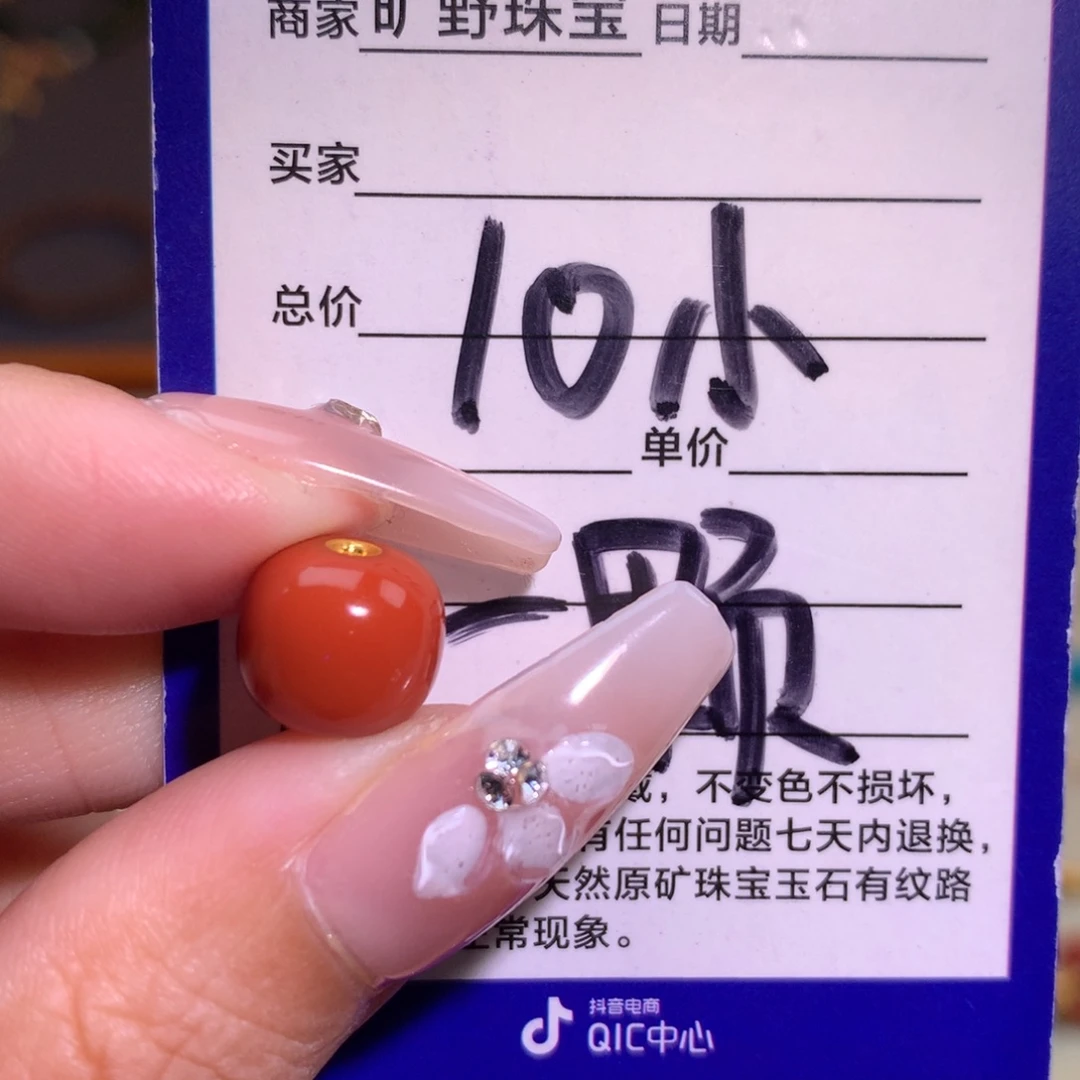 商家 旷野珠宝 日期
买家
总价 10小
单价
一颗
戴，不变色不损坏，
有任何问题七天内退换，
天然原矿珠宝玉石有纹路
正常现象。
抖音电商
QIC中心